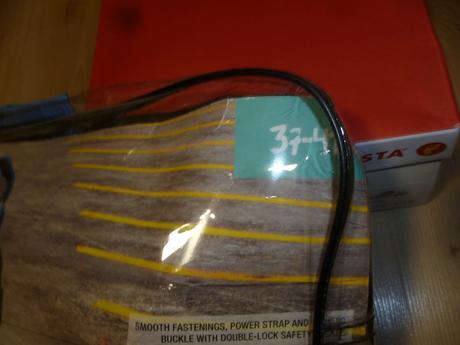 37-4
STA
SMOOTH FASTENINGS, POWER STRAP AND
BUCKLE WITH DOUBLE-LOCK SAFETY